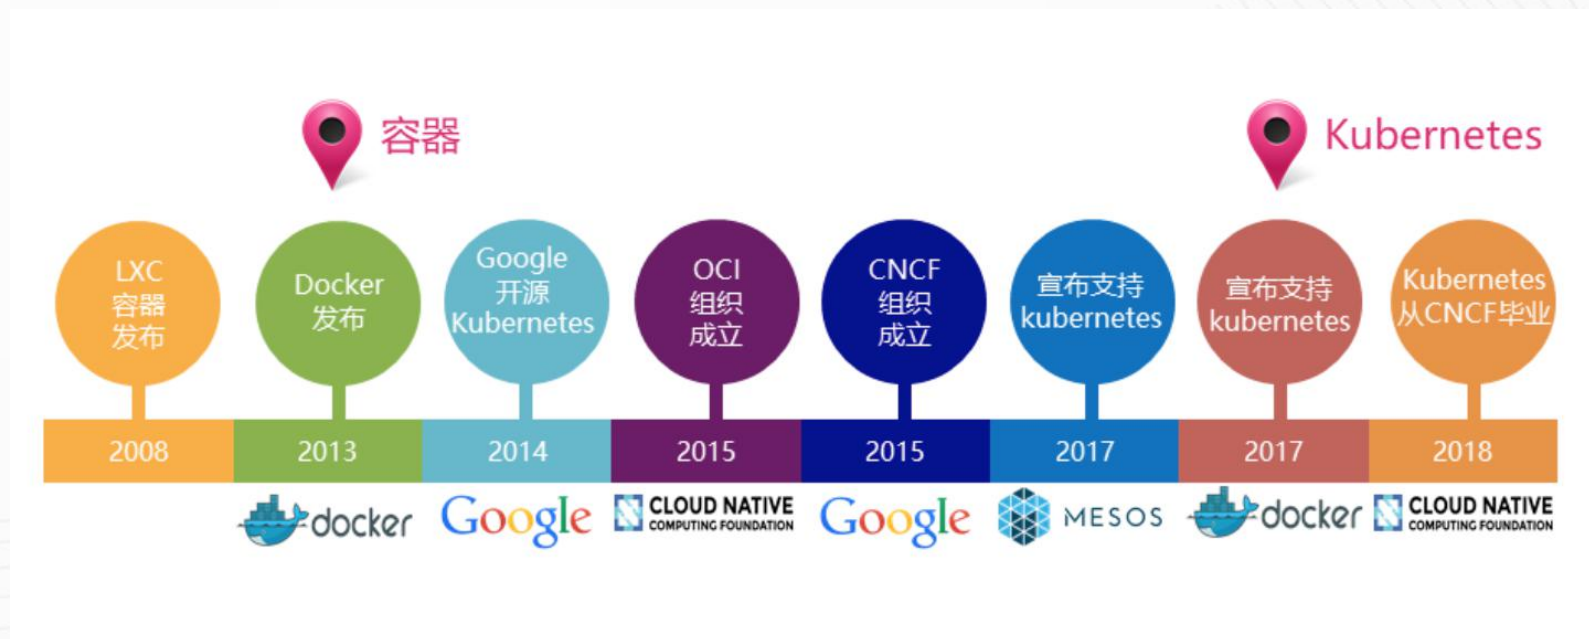 容器
Kubernetes
LXC
容器
发布
Docker
发布
Google
开源
Kubernetes
OCI
组织
成立
CNCF
组织
成立
宣布支持
kubernetes
宣布支持
kubernetes
Kubernetes
从CNCF毕业
2008
2013
2014
2015
2015
2017
2017
2018
docker
Google
CLOUD NATIVE
COMPUTING FOUNDATION
Google
MESOS
docker
CLOUD NATIVE
COMPUTING FOUNDATION